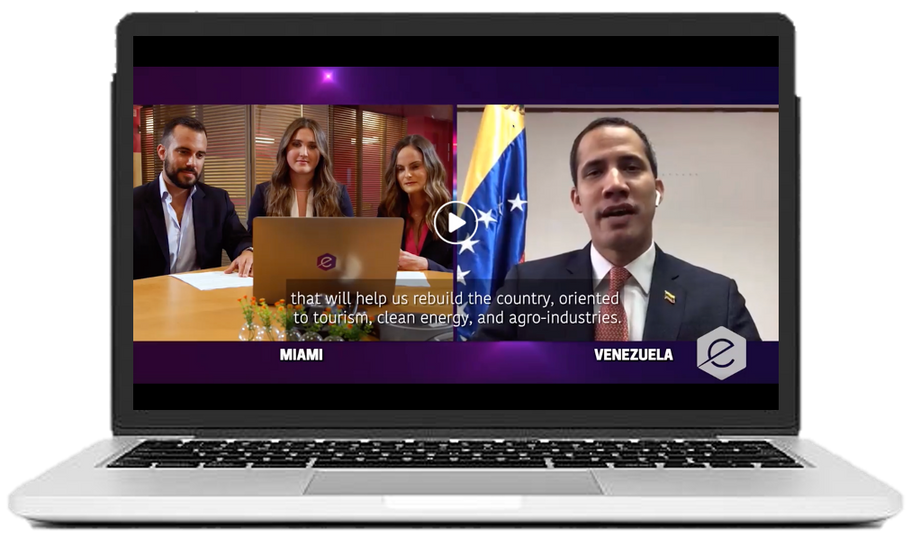 that will help us rebuild the country, oriented
to tourism, clean energy, and agro-industries.
MIAMI
VENEZUELA